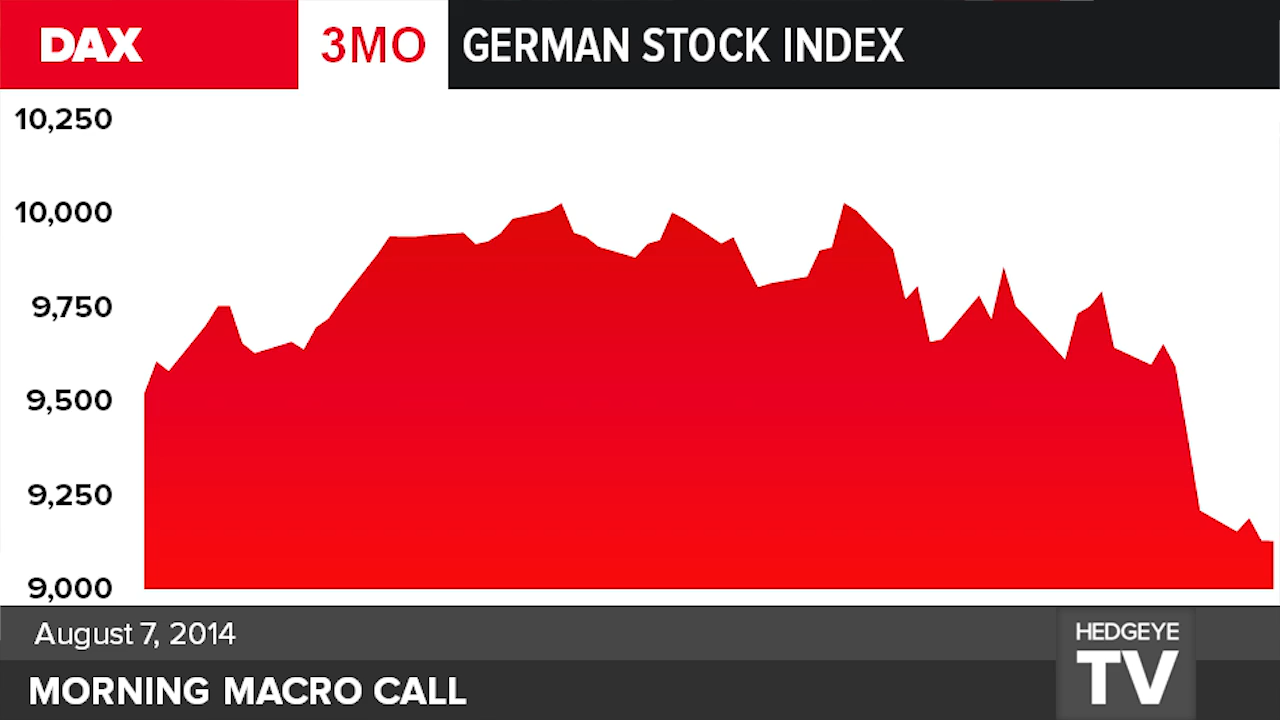 DAX
3MO
GERMAN STOCK INDEX
10,250
10,000
9,750
9,500
9,250
9,000
August 7, 2014
MORNING MACRO CALL
HEDGEYE
TV